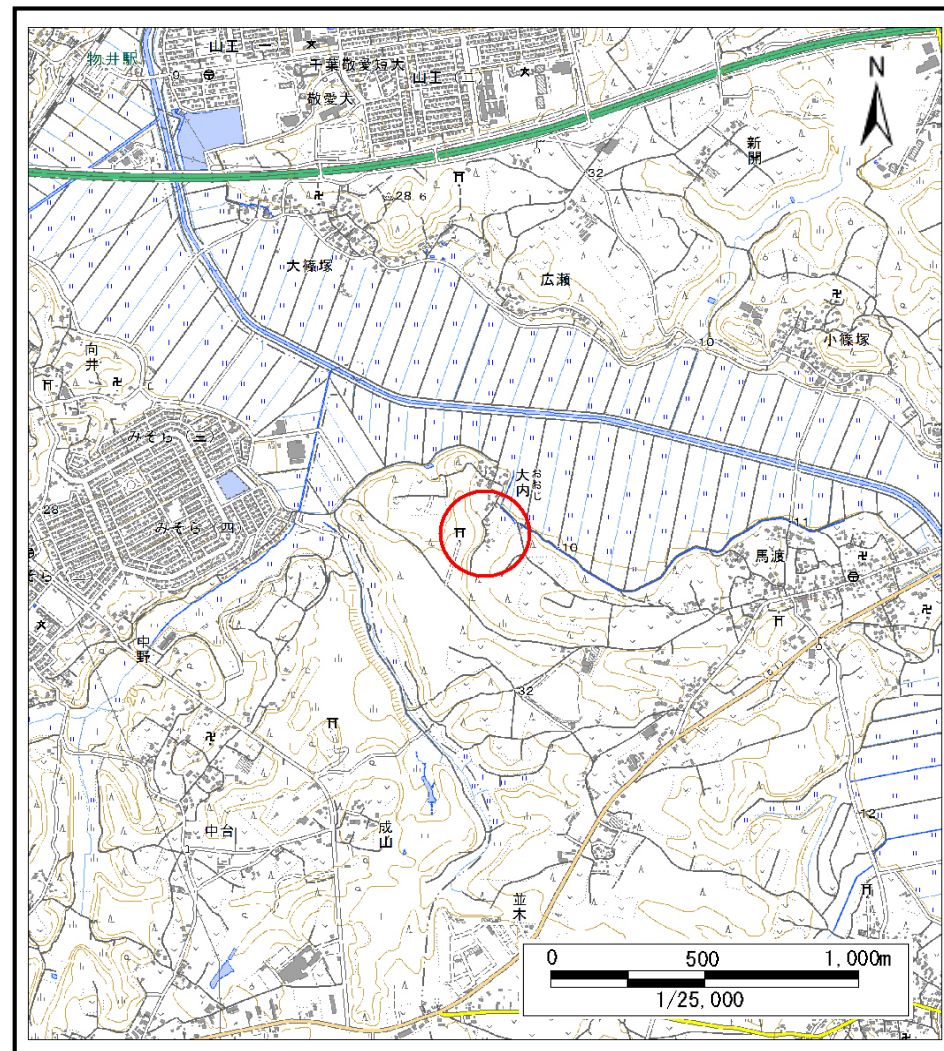 山王（一）
物井駅
千葉敬愛短大
山王（二）
敬愛大
N
新開
32
28.6
大篠塚
広瀬
10
小篠塚
向井
みそら（三）
大内
おおじ
28
みそら（四）
10
11
馬渡
中野
32
中台
成山
12
並木
0 500 1,000m
1/25,000